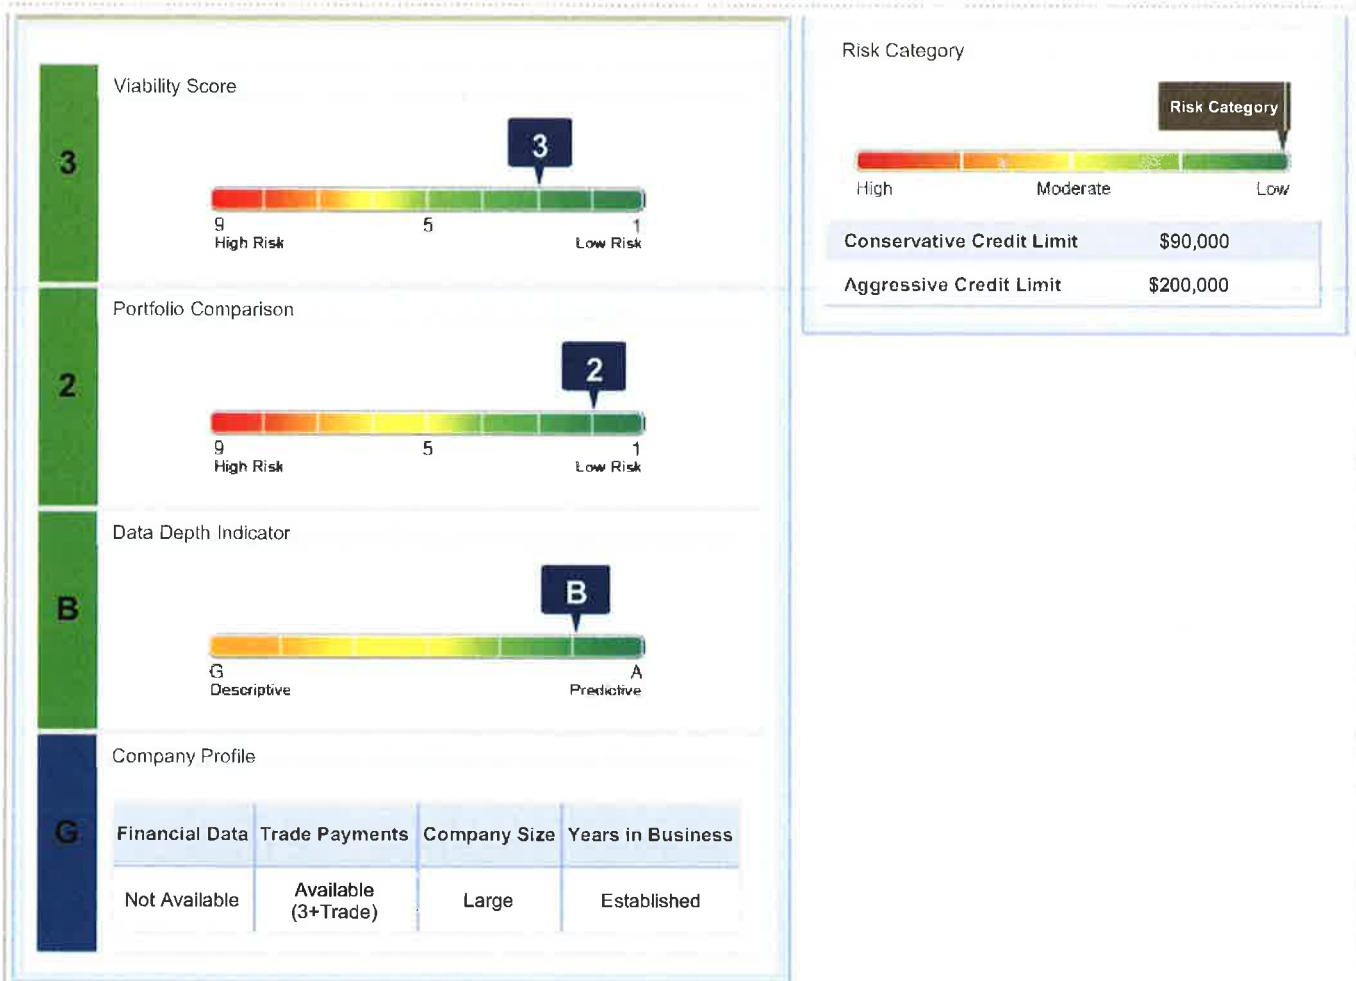 3
Viability Score
3
9 5 1
High Risk Low Risk
2
Portfolio Comparison
2
9 5 1
High Risk Low Risk
B
Data Depth Indicator
B
G A
Descriptive Predictive
G
Company Profile
Financial Data Trade Payments Company Size Years in Business
Not Available Available (3+Trade) Large Established
Risk Category
Risk Category
High Moderate Low
Conservative Credit Limit $90,000
Aggressive Credit Limit $200,000